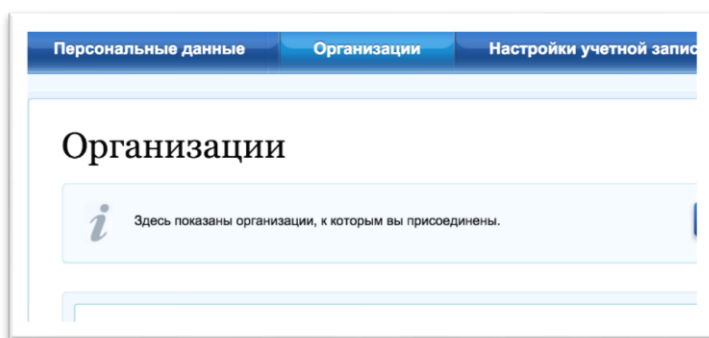 Персональные данные Организации Настройки учетной запис
Организации
Здесь показаны организации, к которым вы присоединены.